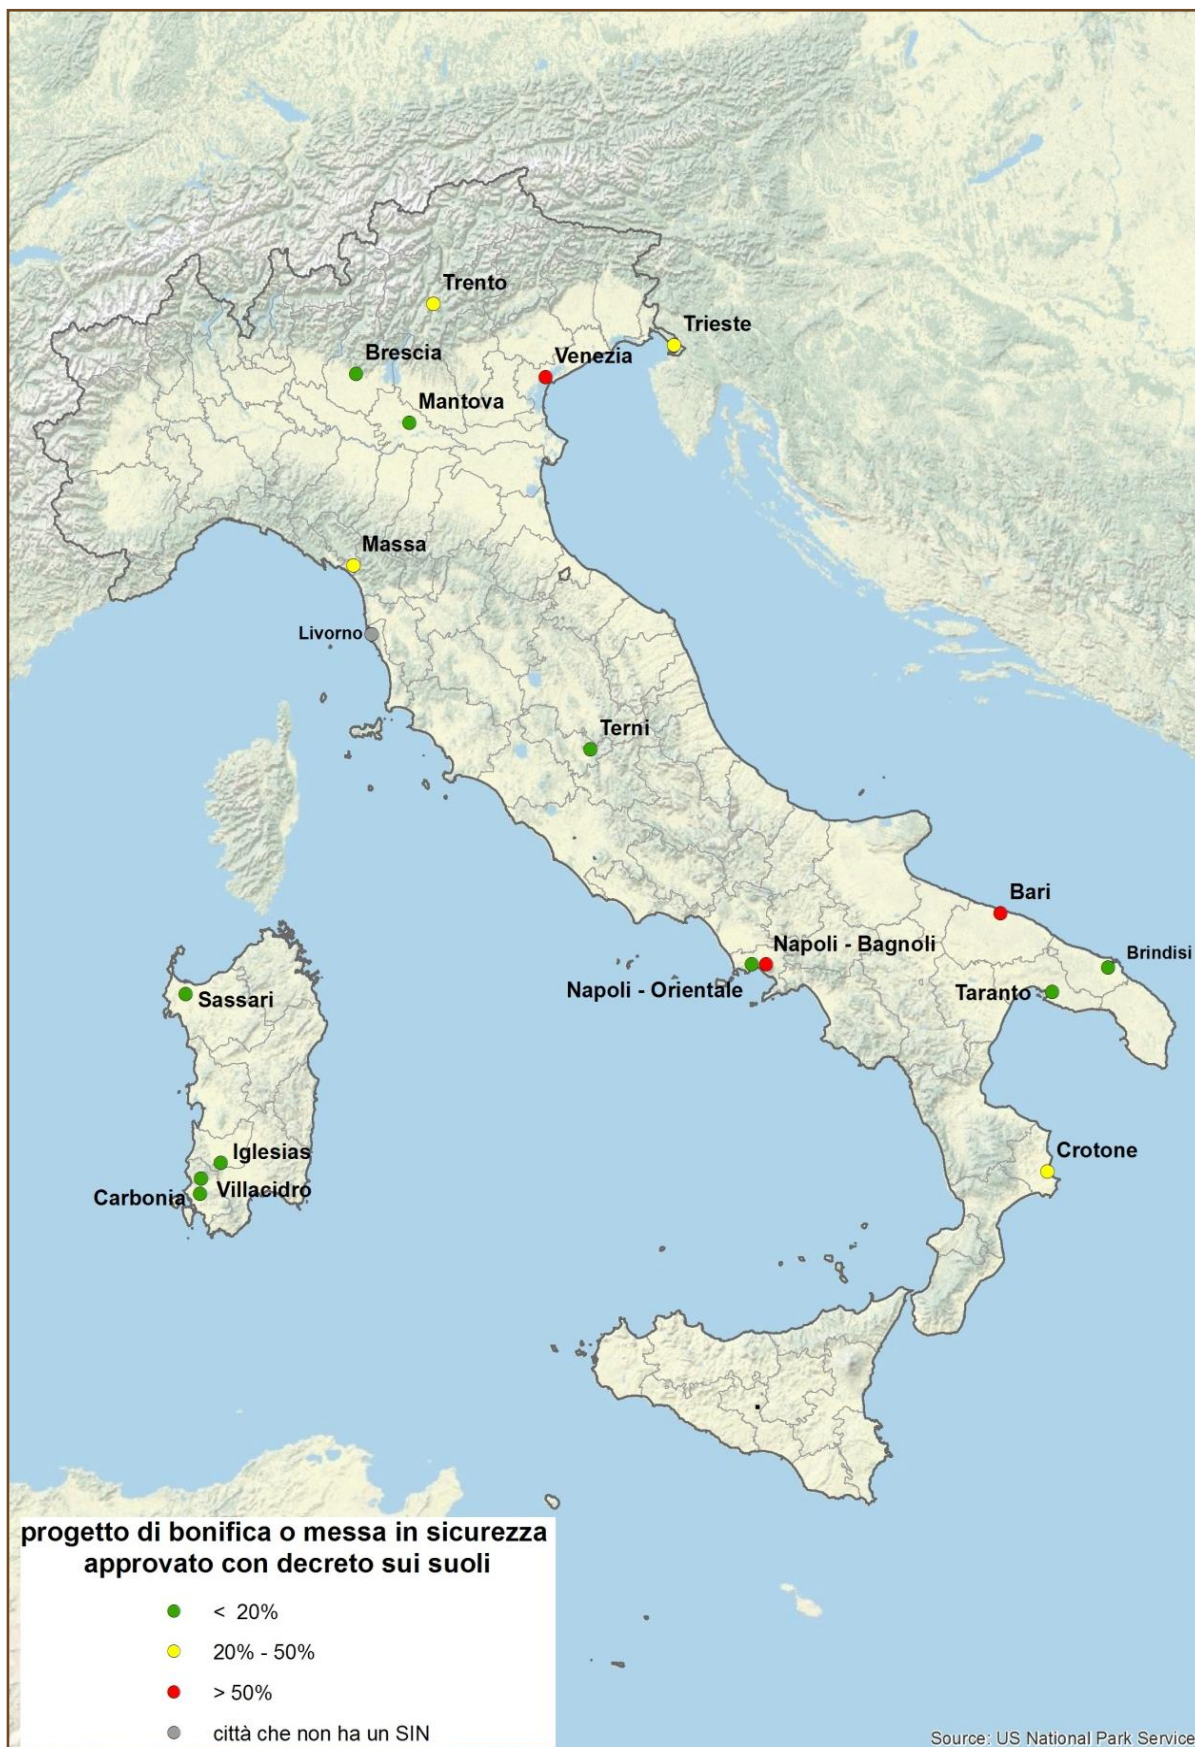 Trento
Trieste
Brescia
Venezia
Mantova
Massa
Livorno
Terni
Bari
Napoli - Bagnoli
Brindisi
Napoli - Orientale
Taranto
Sassari
Iglesias
Crotone
Villacidro
Carbonia
progetto di bonifica o messa in sicurezza
approvato con decreto sui suoli
< 20%
20% - 50%
> 50%
città che non ha un SIN
Source: US National Park Service